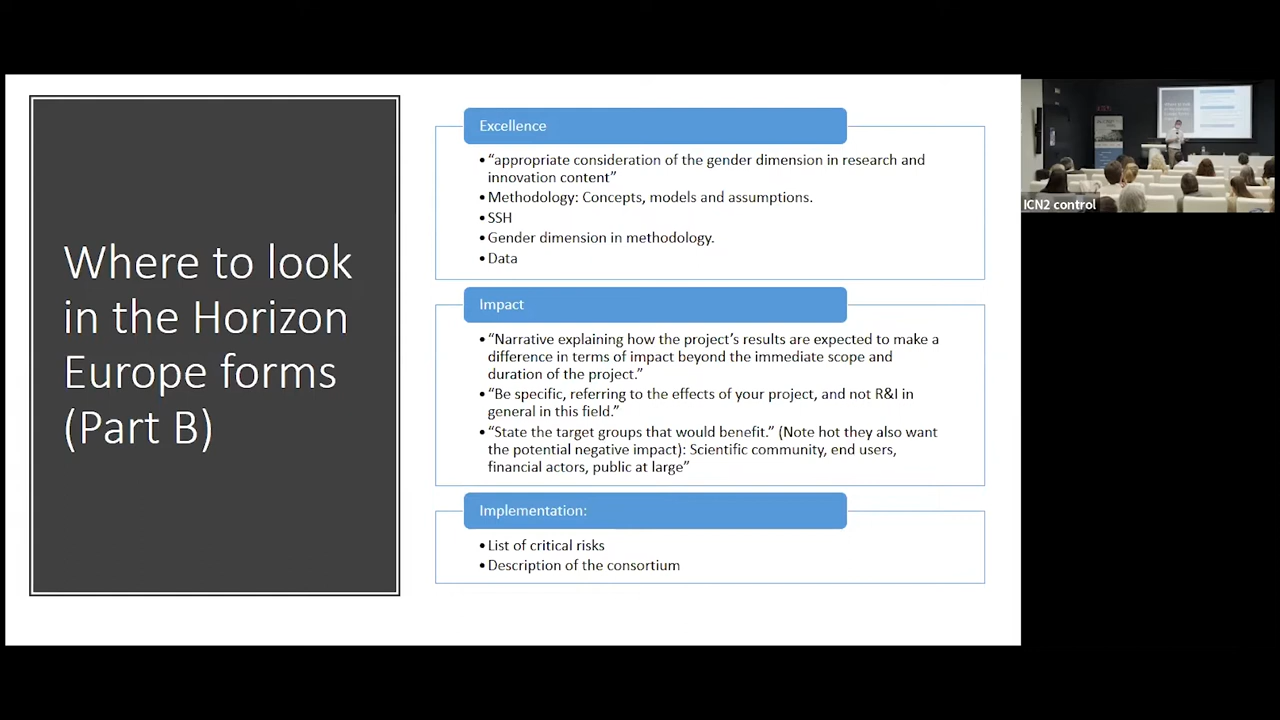 Where to look
in the Horizon
Europe forms
(Part B)
Excellence
•“appropriate consideration of the gender dimension in research and
innovation content”
•Methodology: Concepts, models and assumptions.
•SSH
•Gender dimension in methodology.
•Data
Impact
•“Narrative explaining how the project’s results are expected to make a
difference in terms of impact beyond the immediate scope and
duration of the project.”
•“Be specific, referring to the effects of your project, and not R&I in
general in this field.”
•“State the target groups that would benefit.” (Note hot they also want
the potential negative impact): Scientific community, end users,
financial actors, public at large”
Implementation:
•List of critical risks
•Description of the consortium
ICN2 control